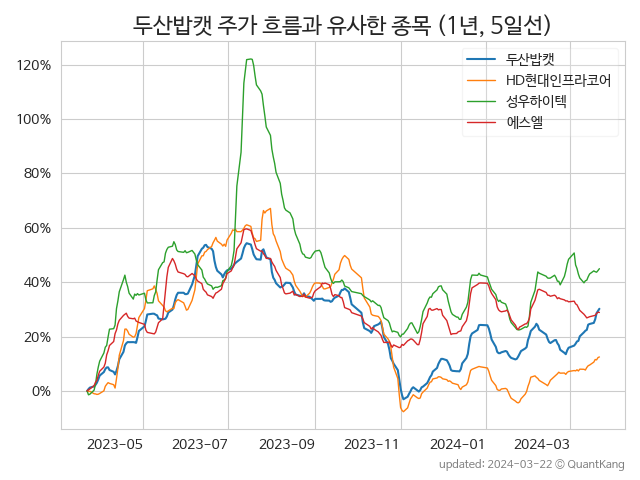 두산밥캣 주가 흐름과 유사한 종목 (1년, 5일선)
두산밥캣
HD현대인프라코어
성우하이텍
에스엘
120%
100%
80%
60%
40%
20%
0%
2023-05 2023-07 2023-09 2023-11 2024-01 2024-03
updated: 2024-03-22 © QuantKang